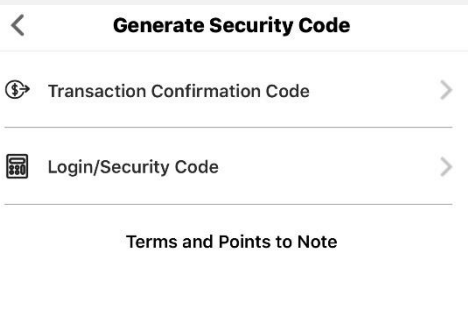 Generate Security Code
Transaction Confirmation Code
Login/Security Code
Terms and Points to Note